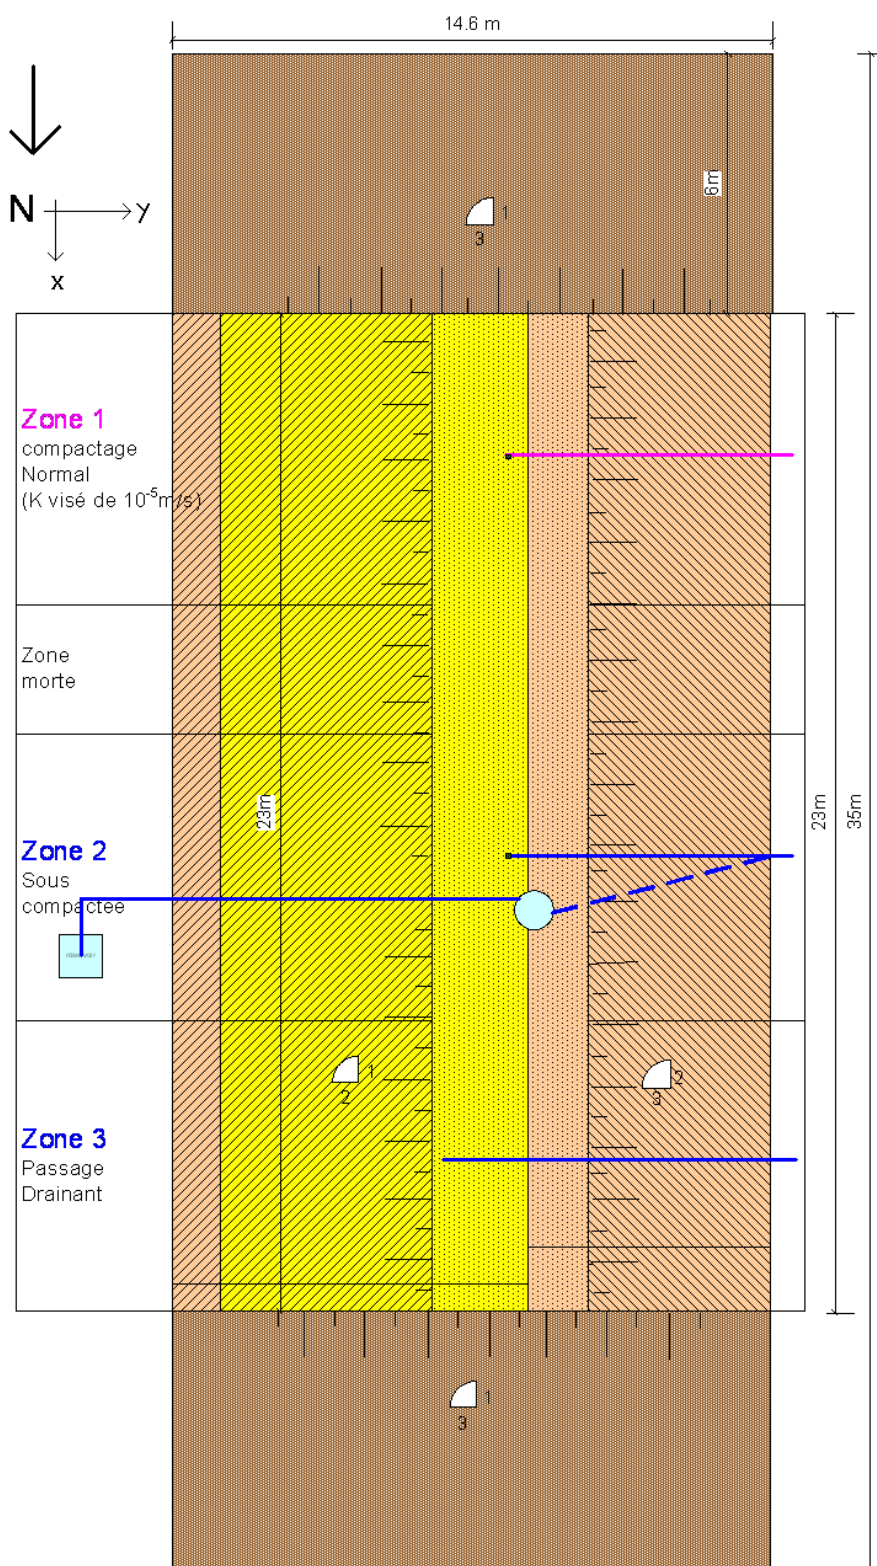 14.6 m
6m
N
y
x
1
3
Zone 1
compactage
Normal
(K visé de 10⁻⁵m/s)
Zone
morte
23m
23m
35m
Zone 2
Sous
compactée
1
2
2
3
Zone 3
Passage
Drainant
1
3